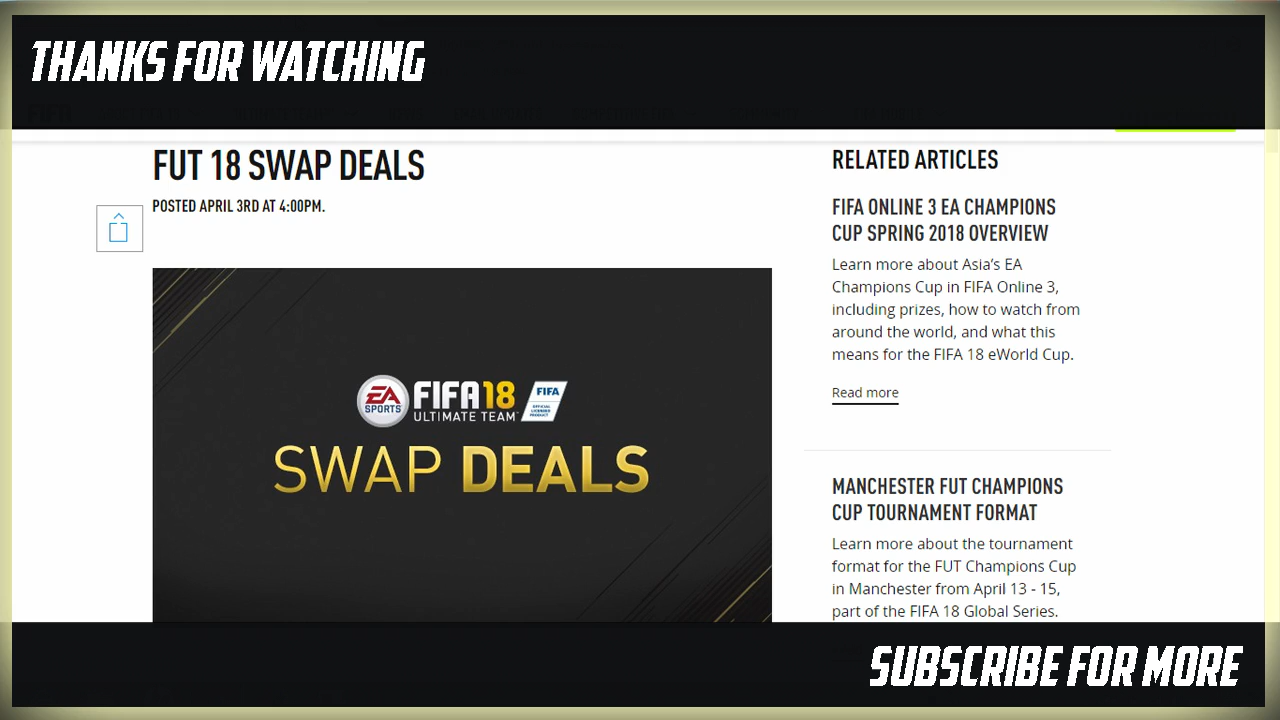 THANKS FOR WATCHING
FUT 18 SWAP DEALS
POSTED APRIL 3RD AT 4:00PM.
EA SPORTS
FIFA18
ULTIMATE TEAM
FIFA
OFFICIAL LICENSED PRODUCT
SWAP DEALS
RELATED ARTICLES
FIFA ONLINE 3 EA CHAMPIONS
CUP SPRING 2018 OVERVIEW
Learn more about Asia's EA
Champions Cup in FIFA Online 3,
including prizes, how to watch from
around the world, and what this
means for the FIFA 18 eWorld Cup.
Read more
MANCHESTER FUT CHAMPIONS
CUP TOURNAMENT FORMAT
Learn more about the tournament
format for the FUT Champions Cup
in Manchester from April 13 - 15,
part of the FIFA 18 Global Series.
SUBSCRIBE FOR MORE